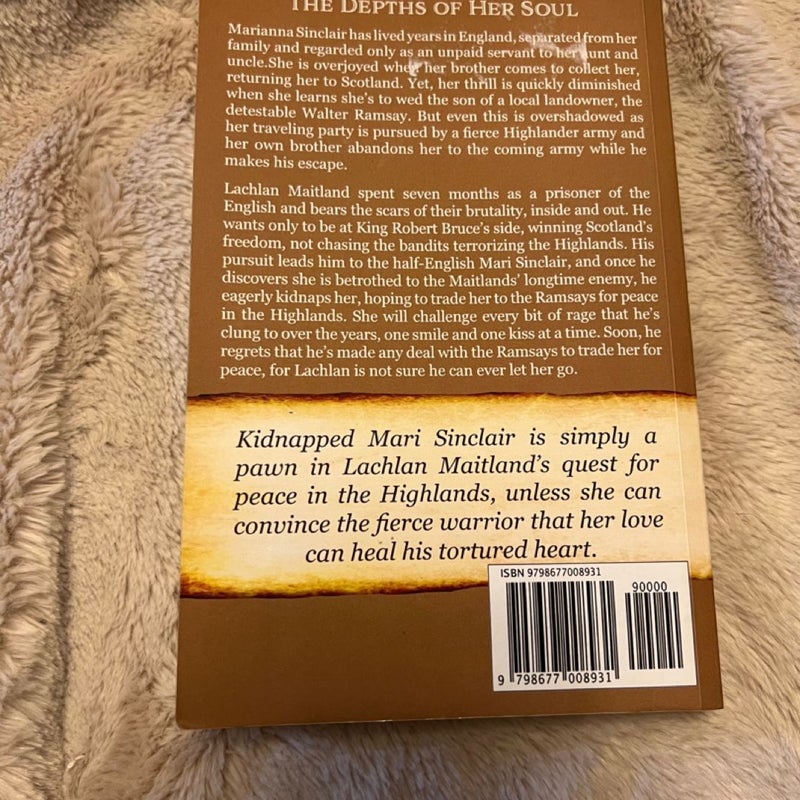 THE DEPTHS OF HER SOUL
Marianna Sinclair has lived years in England, separated from her
family and regarded only as an unpaid servant to her aunt and
uncle.She is overjoyed when her brother comes to collect her,
returning her to Scotland. Yet, her thrill is quickly diminished
when she learns she's to wed the son of a local landowner, the
detestable Walter Ramsay. But even this is overshadowed as
her traveling party is pursued by a fierce Highlander army and
her own brother abandons her to the coming army while he
makes his escape.
Lachlan Maitland spent seven months as a prisoner of the
English and bears the scars of their brutality, inside and out. He
wants only to be at King Robert Bruce's side, winning Scotland's
freedom, not chasing the bandits terrorizing the Highlands. His
pursuit leads him to the half-English Mari Sinclair, and once he
discovers she is betrothed to the Maitlands' longtime enemy, he
eagerly kidnaps her, hoping to trade her to the Ramsays for peace
in the Highlands. She will challenge every bit of rage that he's
clung to over the years, one smile and one kiss at a time. Soon, he
regrets that he's made any deal with the Ramsays to trade her for
peace, for Lachlan is not sure he can ever let her go.
Kidnapped Mari Sinclair is simply a
pawn in Lachlan Maitland's quest for
peace in the Highlands, unless she can
convince the fierce warrior that her love
can heal his tortured heart.
ISBN 9798677008931
90000
9 798677 008931